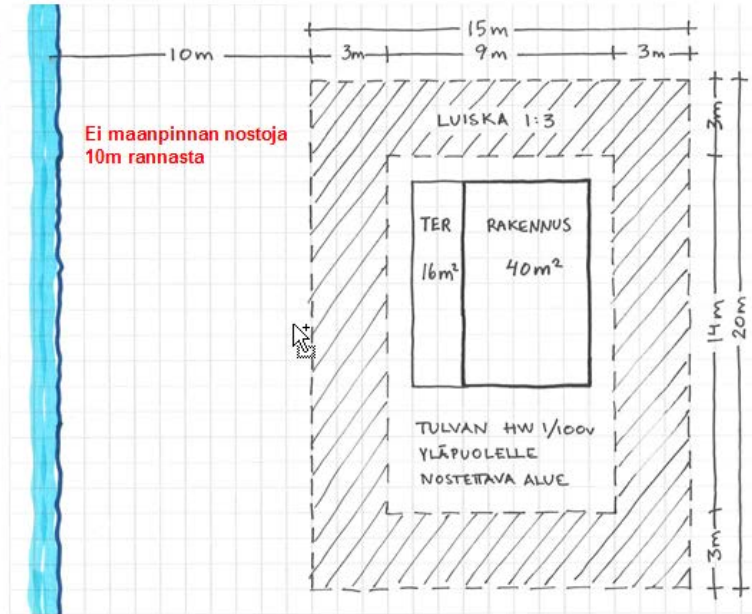 15m
10m 3m 9m 3m
Ei maanpinnan nostoja
10m rannasta
LUISKA 1:3
3m
TER RAKENNUS
16m² 40m²
14m
20m
TULVAN HW 1/100v
YLÄPUOLELLE
NOSTETTAVA ALUE
3m